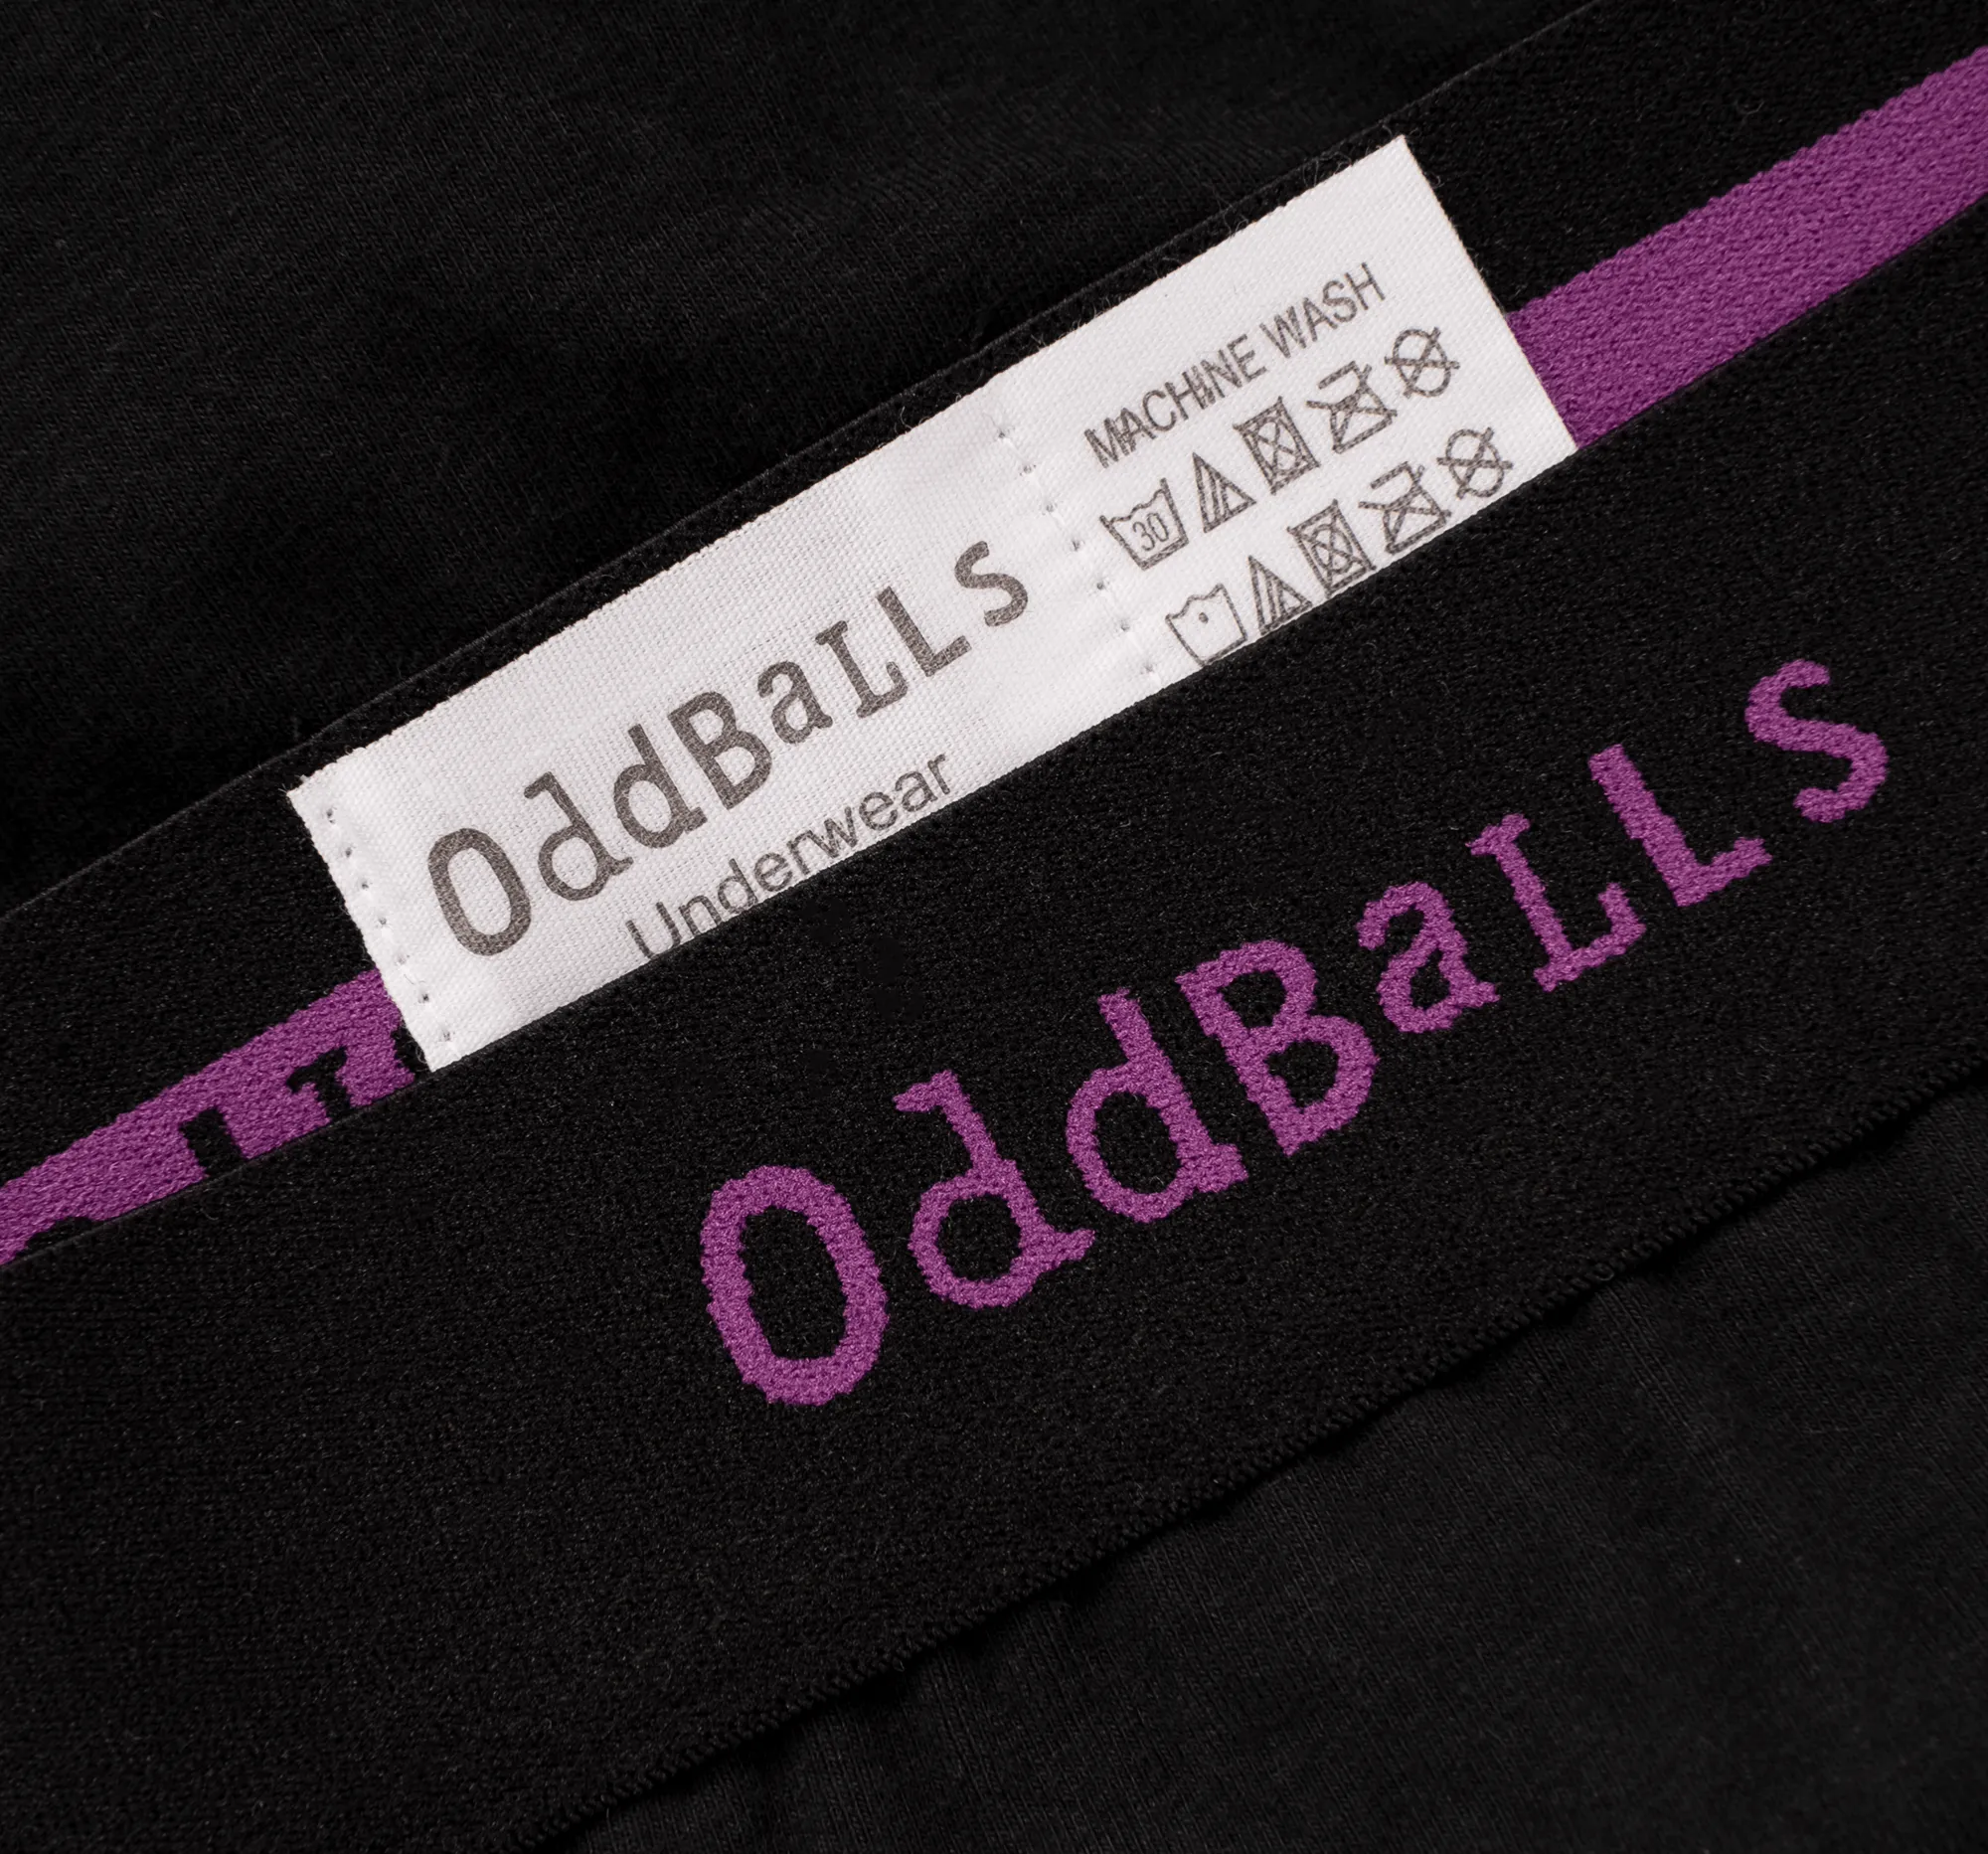 MACHINE WASH
30
OddBaLLs
Underwear
OddBaLLs